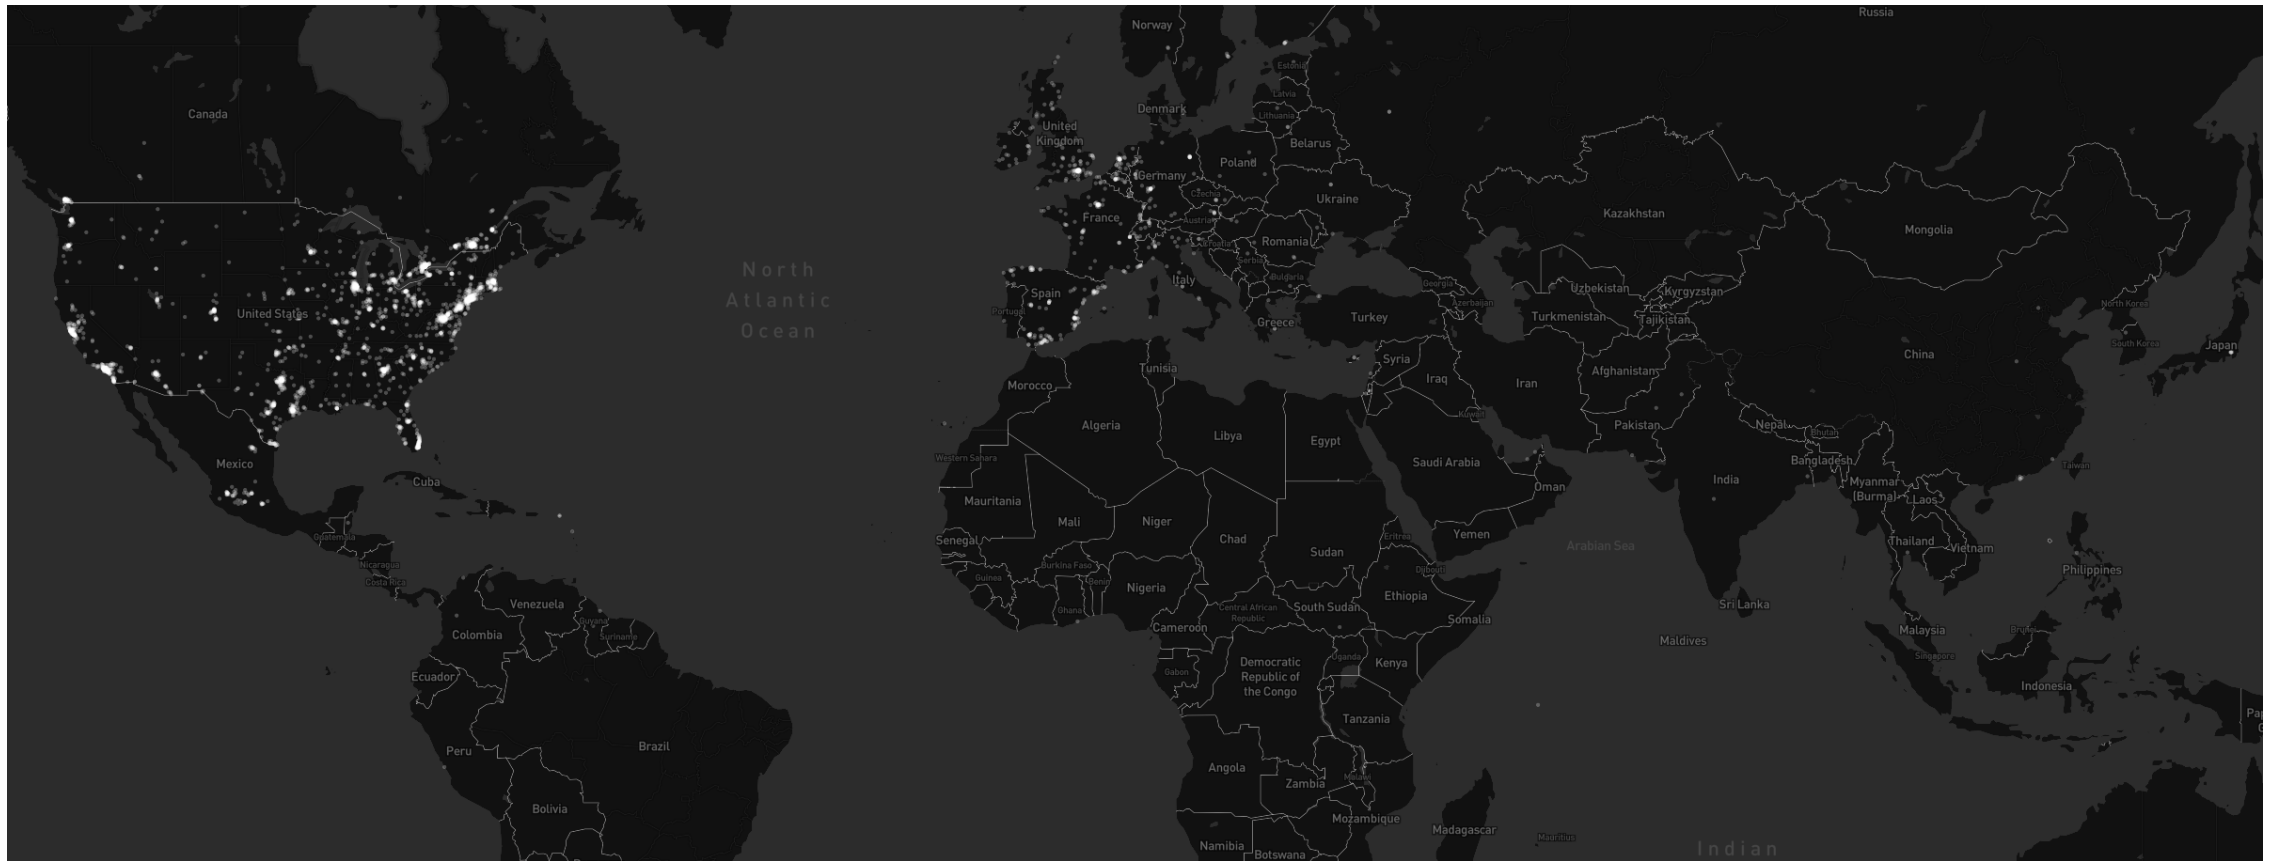 Russia
Norway
Estonia
Canada
Latvia
Denmark
Lithuania
United
Kingdom
Belarus
Poland
Germany
Czechia
Ukraine
Kazakhstan
France
Austria
Mongolia
Croatia
Romania
Serbia
Bulgaria
North
Atlantic
Ocean
Italy
Georgia
Uzbekistan
Kyrgyzstan
Spain
Azerbaijan
North Korea
United States
Portugal
Greece
Turkey
Turkmenistan
Tajikistan
South Korea
Japan
China
Syria
Tunisia
Afghanistan
Morocco
Iraq
Iran
Kuwait
Algeria
Libya
Egypt
Pakistan
Nepal
Bhutan
Mexico
Western Sahara
Saudi Arabia
Bangladesh
Taiwan
Cuba
Oman
India
Myanmar
(Burma)
Laos
Mauritania
Mali
Niger
Chad
Yemen
Guatemala
Senegal
Sudan
Eritrea
Arabian Sea
Thailand
Vietnam
Nicaragua
Burkina Faso
Djibouti
Philippines
Costa Rica
Guinea
Benin
Nigeria
Ethiopia
Venezuela
Ghana
Central African
Republic
South Sudan
Sri Lanka
Guyana
Suriname
Colombia
Cameroon
Somalia
Malaysia
Brunei
Maldives
Ecuador
Gabon
Democratic
Republic of
the Congo
Uganda
Kenya
Singapore
Indonesia
Tanzania
Pap
G
Peru
Brazil
Angola
Zambia
Malawi
Bolivia
Mozambique
Madagascar
Mauritius
Namibia
Botswana
Indian